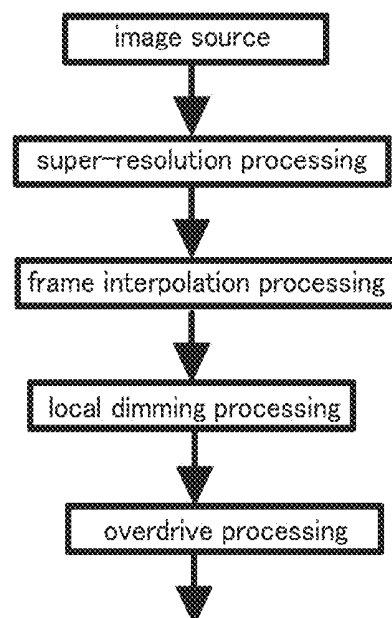 image source
super-resolution processing
frame interpolation processing
local dimming processing
overdrive processing